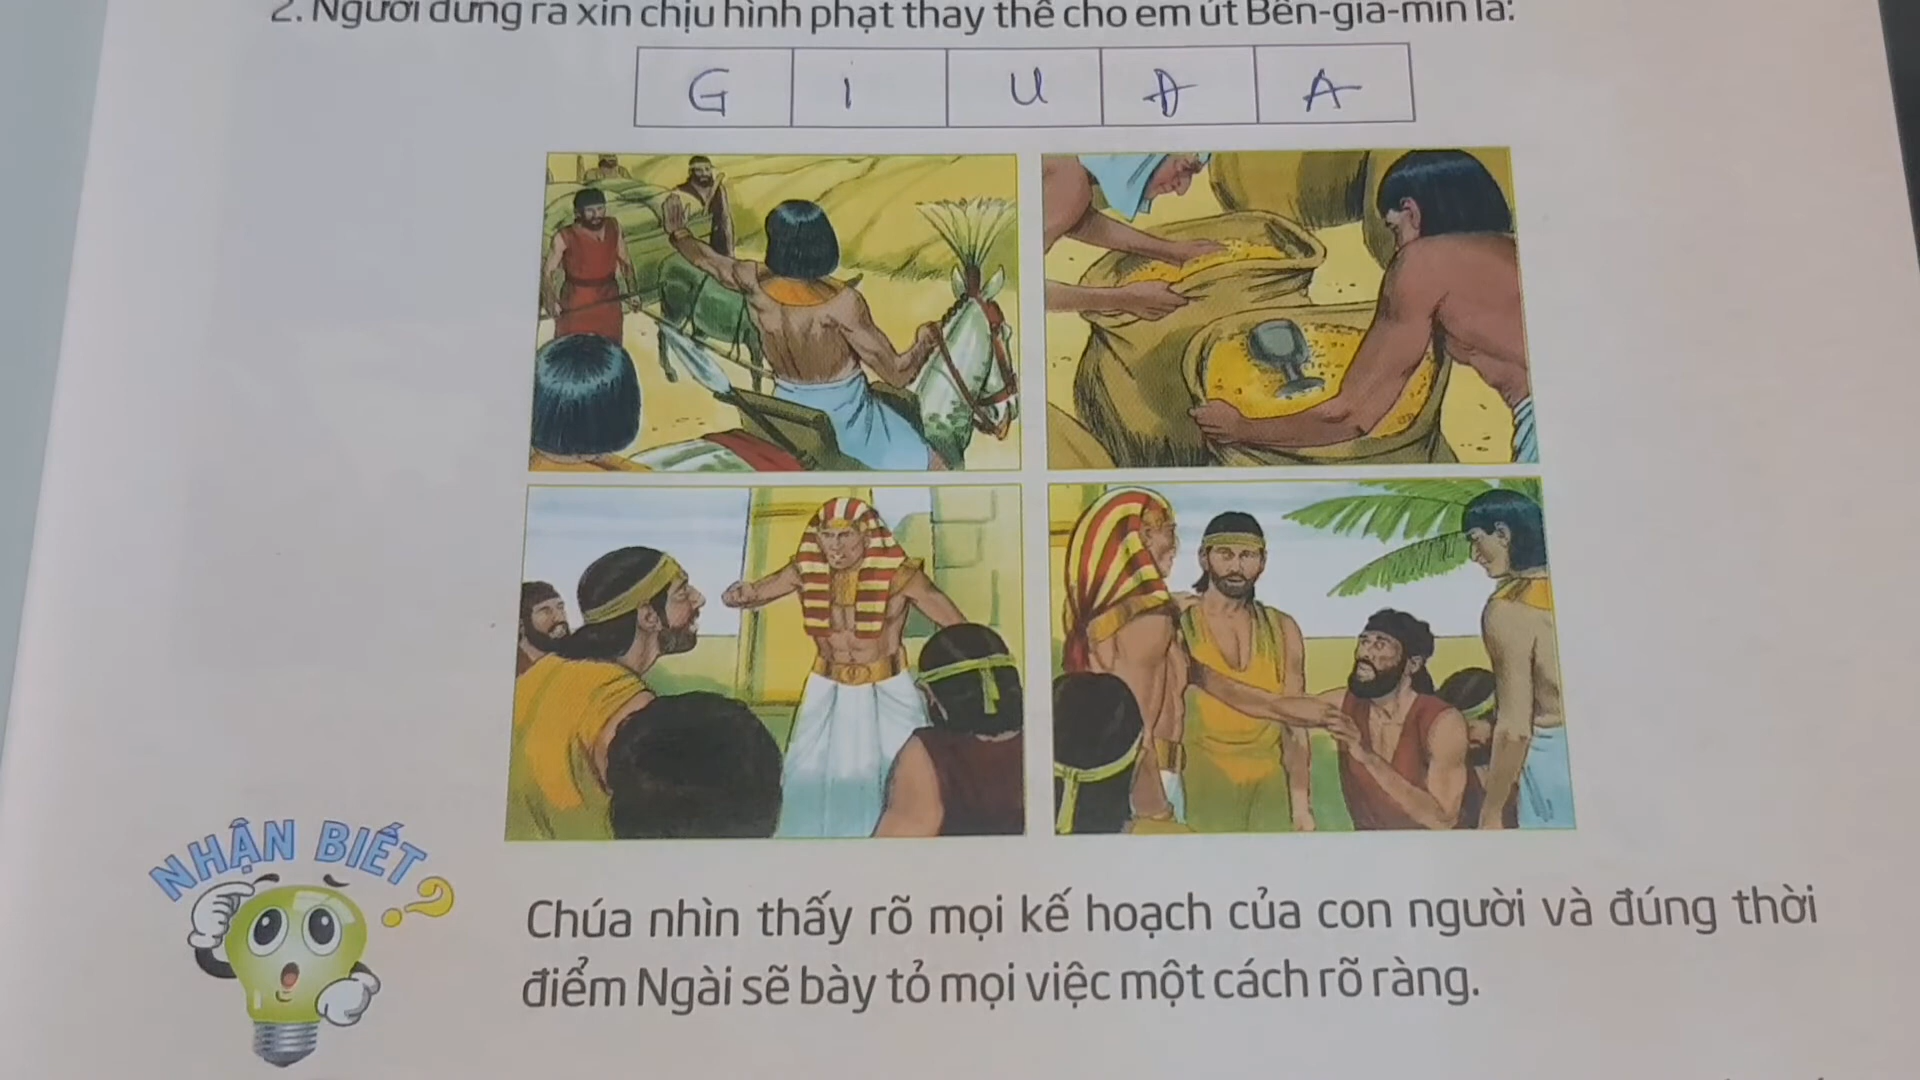 2. Người đứng ra xin chịu hình phạt thay thế cho em út Bên-gia-min là:
G I U Đ A
NHẬN BIẾT?
Chúa nhìn thấy rõ mọi kế hoạch của con người và đúng thời
điểm Ngài sẽ bày tỏ mọi việc một cách rõ ràng.